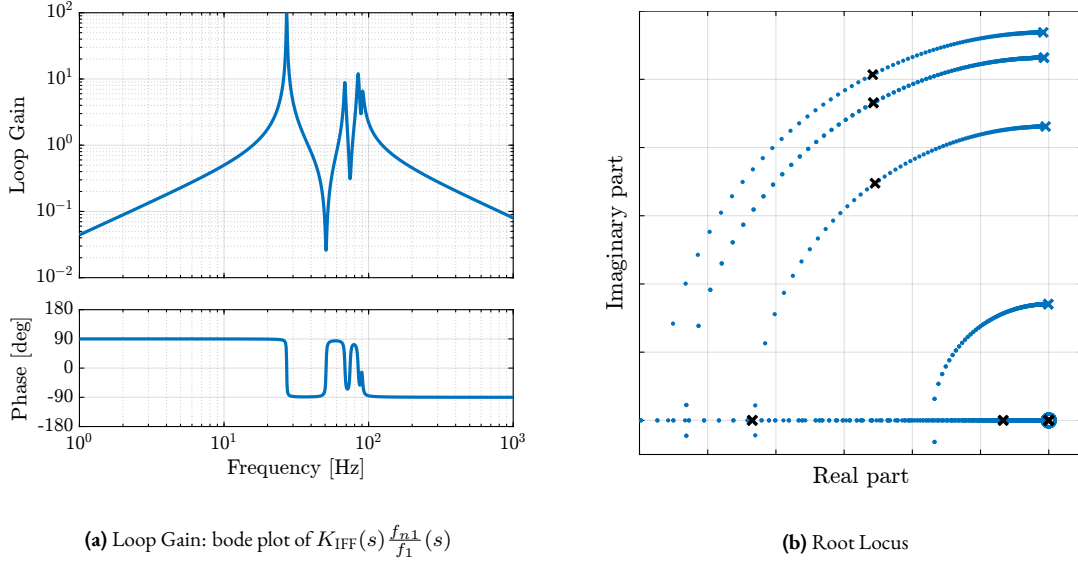 10^2
10^1
10^0
10^-1
10^-2
Loop Gain
180
90
0
-90
-180
Phase [deg]
10^0
10^1
10^2
10^3
Frequency [Hz]
(a) Loop Gain: bode plot of K_IFF(s) f_n1/f_1 (s)
Imaginary part
Real part
(b) Root Locus